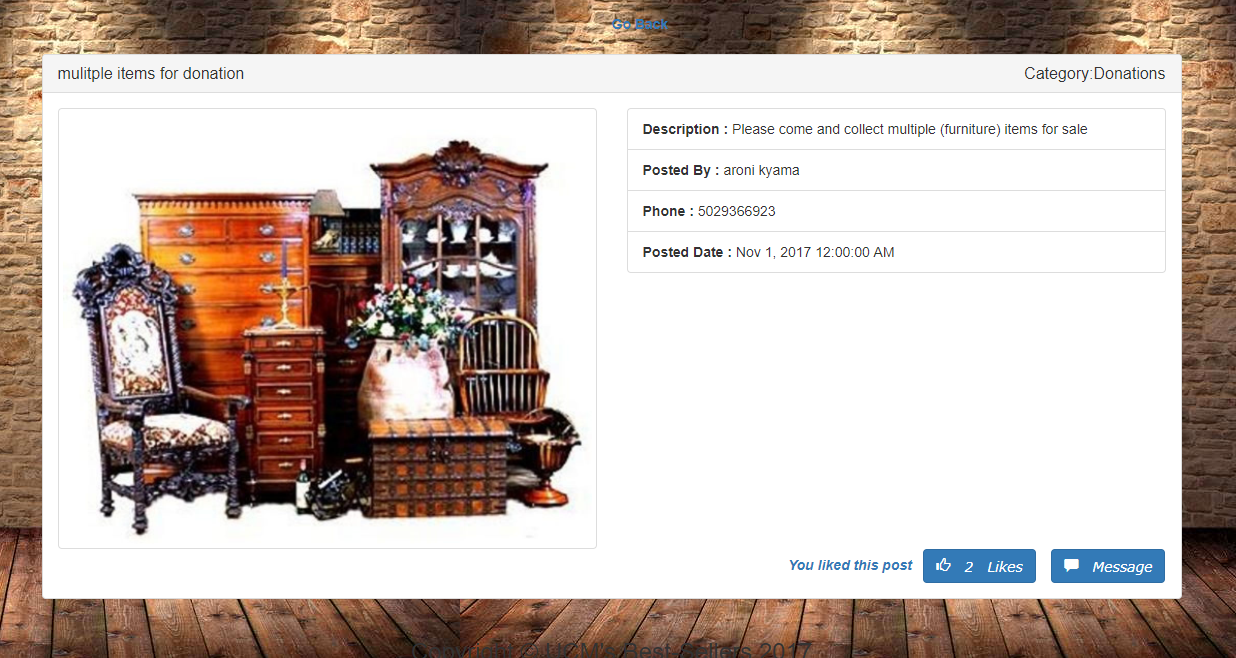 Go Back
mulitple items for donation
Category:Donations
Description : Please come and collect multiple (furniture) items for sale
Posted By : aroni kyama
Phone : 5029366923
Posted Date : Nov 1, 2017 12:00:00 AM
You liked this post 2 Likes Message
Copyright © UCM's Best-Sellers 2017